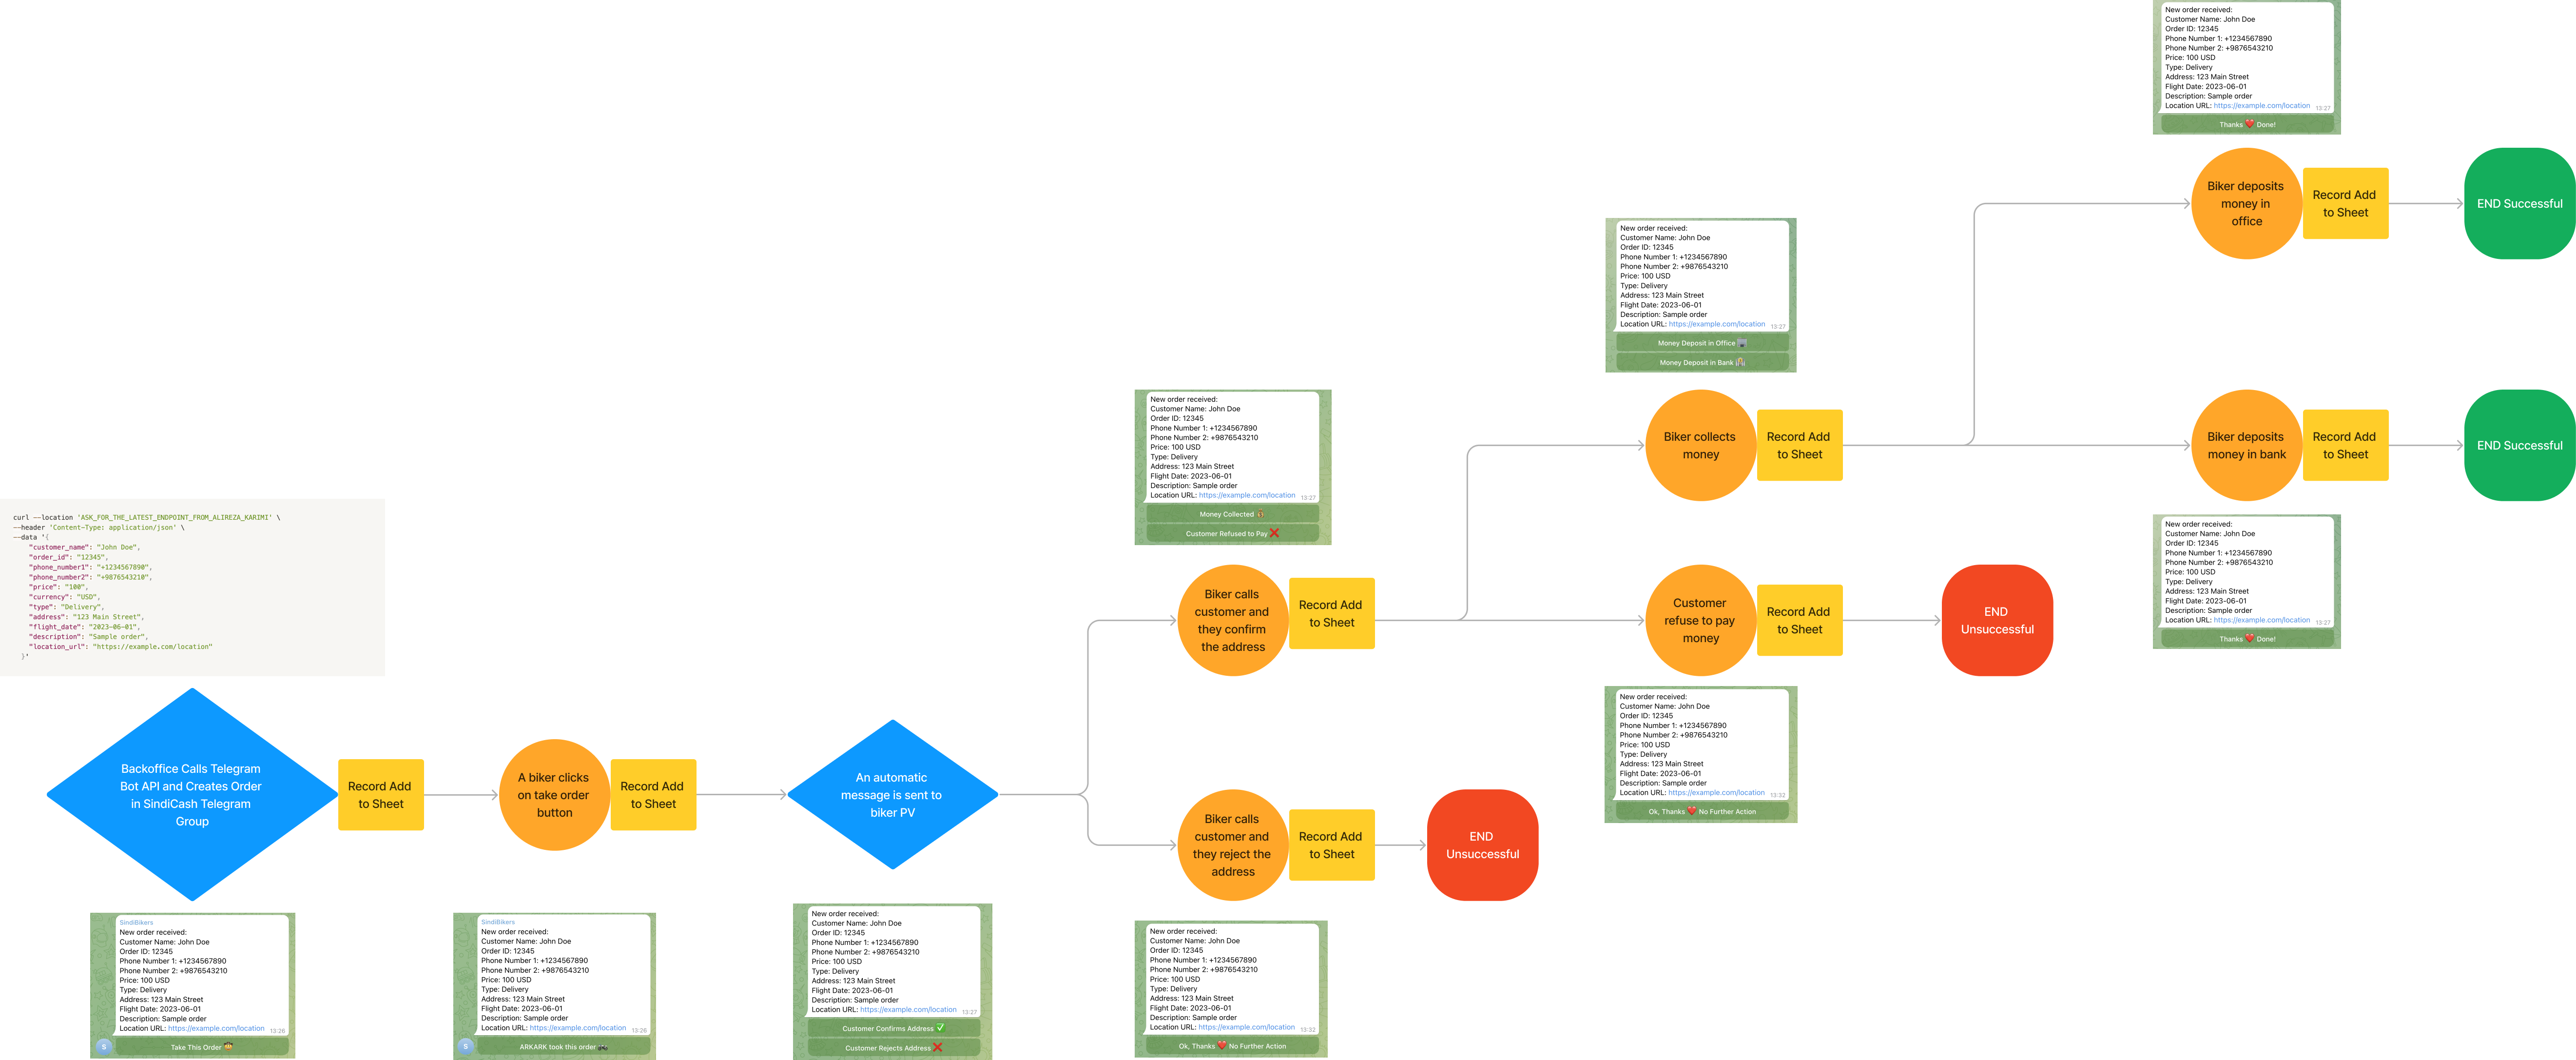 New order received:
Customer Name: John Doe
Order ID: 12345
Phone Number 1: +1234567890
Phone Number 2: +9876543210
Price: 100 USD
Type: Delivery
Address: 123 Main Street
Flight Date: 2023-06-01
Description: Sample order
Location URL: https://example.com/location 13:27
Thanks ❤️ Done!
Biker deposits
money in
office
Record Add
to Sheet
END Successful
New order received:
Customer Name: John Doe
Order ID: 12345
Phone Number 1: +1234567890
Phone Number 2: +9876543210
Price: 100 USD
Type: Delivery
Address: 123 Main Street
Flight Date: 2023-06-01
Description: Sample order
Location URL: https://example.com/location 13:27
Money Deposit in Office
Money Deposit in Bank
New order received:
Customer Name: John Doe
Order ID: 12345
Phone Number 1: +1234567890
Phone Number 2: +9876543210
Price: 100 USD
Type: Delivery
Address: 123 Main Street
Flight Date: 2023-06-01
Description: Sample order
Location URL: https://example.com/location 13:27
Money Collected
Customer Refused to Pay ❌
Biker collects
money
Record Add
to Sheet
Biker deposits
money in bank
Record Add
to Sheet
END Successful
curl --location 'ASK_FOR_THE_LATEST_ENDPOINT_FROM_ALIREZA_KARIMI' \
--header 'Content-Type: application/json' \
--data '{
"customer_name": "John Doe",
"order_id": "12345",
"phone_number1": "+1234567890",
"phone_number2": "+9876543210",
"price": "100",
"currency": "USD",
"type": "Delivery",
"address": "123 Main Street",
"flight_date": "2023-06-01",
"description": "Sample order",
"location_url": "https://example.com/location"
}'
New order received:
Customer Name: John Doe
Order ID: 12345
Phone Number 1: +1234567890
Phone Number 2: +9876543210
Price: 100 USD
Type: Delivery
Address: 123 Main Street
Flight Date: 2023-06-01
Description: Sample order
Location URL: https://example.com/location 13:27
Thanks ❤️ Done!
Biker calls
customer and
they confirm
the address
Record Add
to Sheet
Customer
refuse to pay
money
Record Add
to Sheet
END
Unsuccessful
New order received:
Customer Name: John Doe
Order ID: 12345
Phone Number 1: +1234567890
Phone Number 2: +9876543210
Price: 100 USD
Type: Delivery
Address: 123 Main Street
Flight Date: 2023-06-01
Description: Sample order
Location URL: https://example.com/location 13:32
Ok, Thanks ❤️ No Further Action
Backoffice Calls Telegram
Bot API and Creates Order
in SindiCash Telegram
Group
Record Add
to Sheet
A biker clicks
on take order
button
Record Add
to Sheet
An automatic
message is sent to
biker PV
Biker calls
customer and
they reject the
address
Record Add
to Sheet
END
Unsuccessful
SindiBikers
New order received:
Customer Name: John Doe
Order ID: 12345
Phone Number 1: +1234567890
Phone Number 2: +9876543210
Price: 100 USD
Type: Delivery
Address: 123 Main Street
Flight Date: 2023-06-01
Description: Sample order
Location URL: https://example.com/location 13:26
S
Take This Order
SindiBikers
New order received:
Customer Name: John Doe
Order ID: 12345
Phone Number 1: +1234567890
Phone Number 2: +9876543210
Price: 100 USD
Type: Delivery
Address: 123 Main Street
Flight Date: 2023-06-01
Description: Sample order
Location URL: https://example.com/location 13:26
S
ARKARK took this order
New order received:
Customer Name: John Doe
Order ID: 12345
Phone Number 1: +1234567890
Phone Number 2: +9876543210
Price: 100 USD
Type: Delivery
Address: 123 Main Street
Flight Date: 2023-06-01
Description: Sample order
Location URL: https://example.com/location 13:27
Customer Confirms Address ✅
Customer Rejects Address ❌
New order received:
Customer Name: John Doe
Order ID: 12345
Phone Number 1: +1234567890
Phone Number 2: +9876543210
Price: 100 USD
Type: Delivery
Address: 123 Main Street
Flight Date: 2023-06-01
Description: Sample order
Location URL: https://example.com/location 13:32
Ok, Thanks ❤️ No Further Action